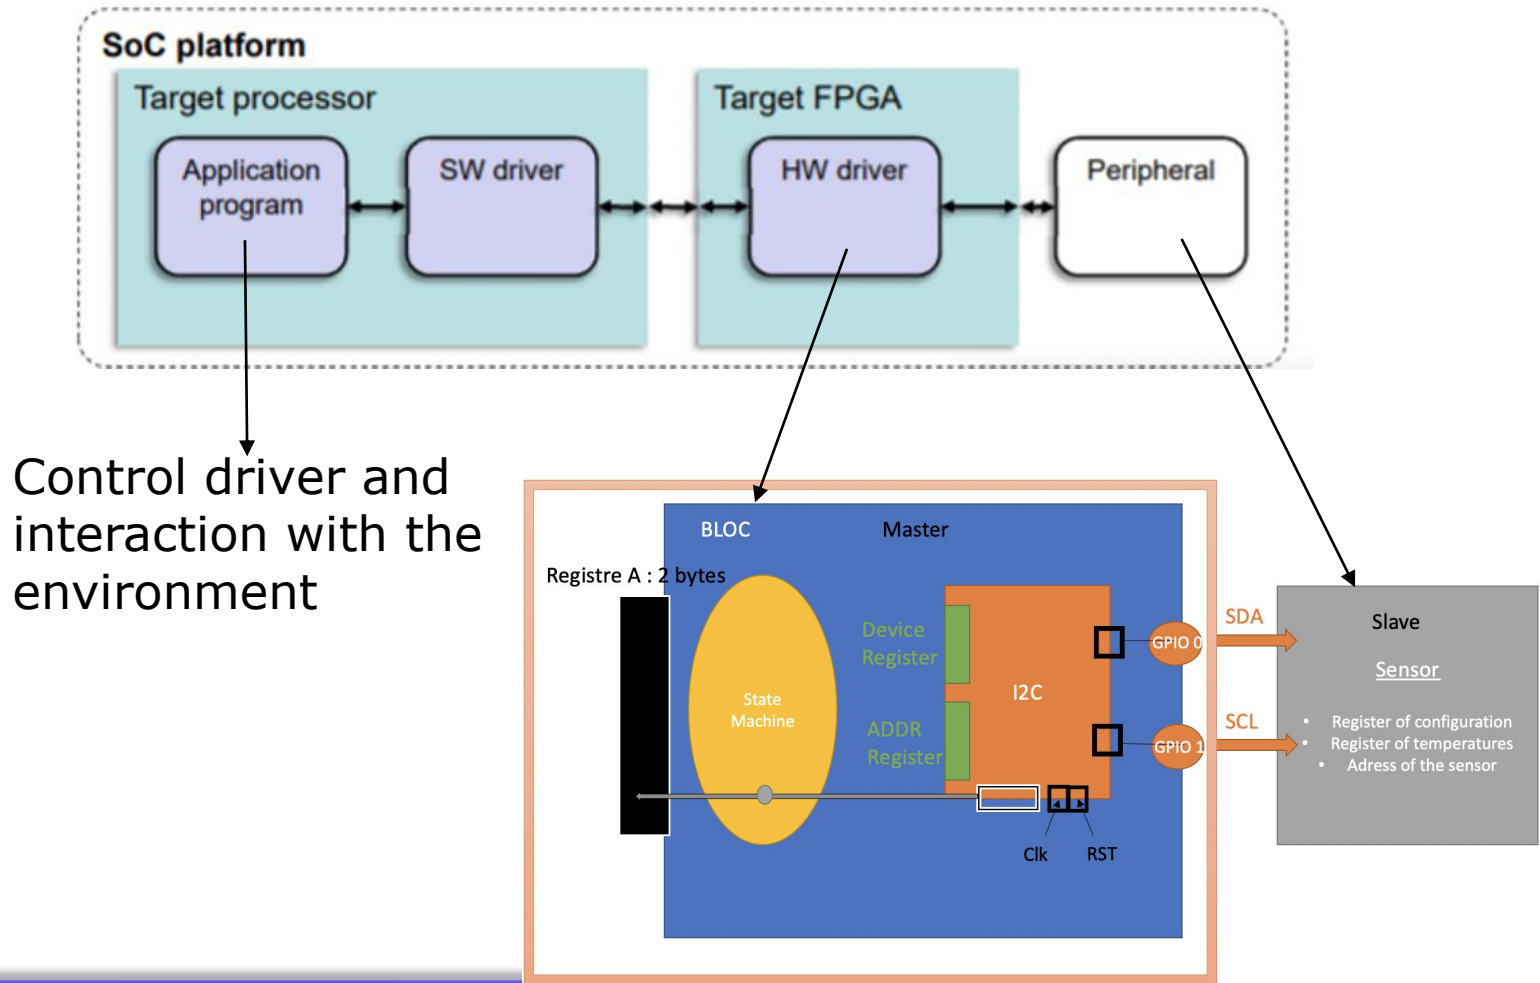 SoC platform
Target processor
Target FPGA
Application
program
SW driver
HW driver
Peripheral
Control driver and
interaction with the
environment
BLOC
Master
Registre A : 2 bytes
State
Machine
Device
Register
ADDR
Register
I2C
Clk
RST
GPIO 0
GPIO 1
SDA
SCL
Slave
Sensor
• Register of configuration
• Register of temperatures
• Adress of the sensor